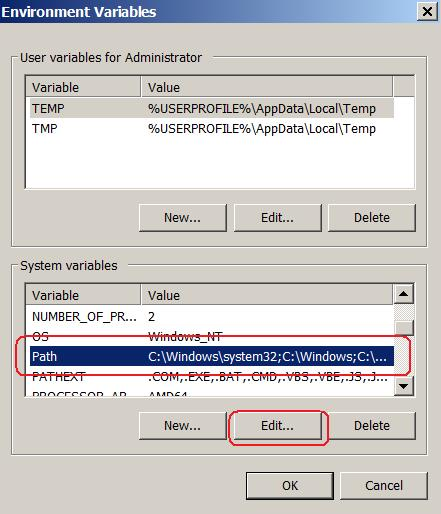 Environment Variables
User variables for Administrator
Variable Value
TEMP %USERPROFILE%\AppData\Local\Temp
TMP %USERPROFILE%\AppData\Local\Temp
New... Edit... Delete
System variables
Variable Value
NUMBER_OF_PR... 2
OS Windows_NT
Path C:\Windows\system32;C:\Windows;C:\...
PATHEXT .COM;.EXE;.BAT;.CMD;.VBS;.VBE;.JS;.J...
PROCESSOR_AR... AMD64
New... Edit... Delete
OK Cancel